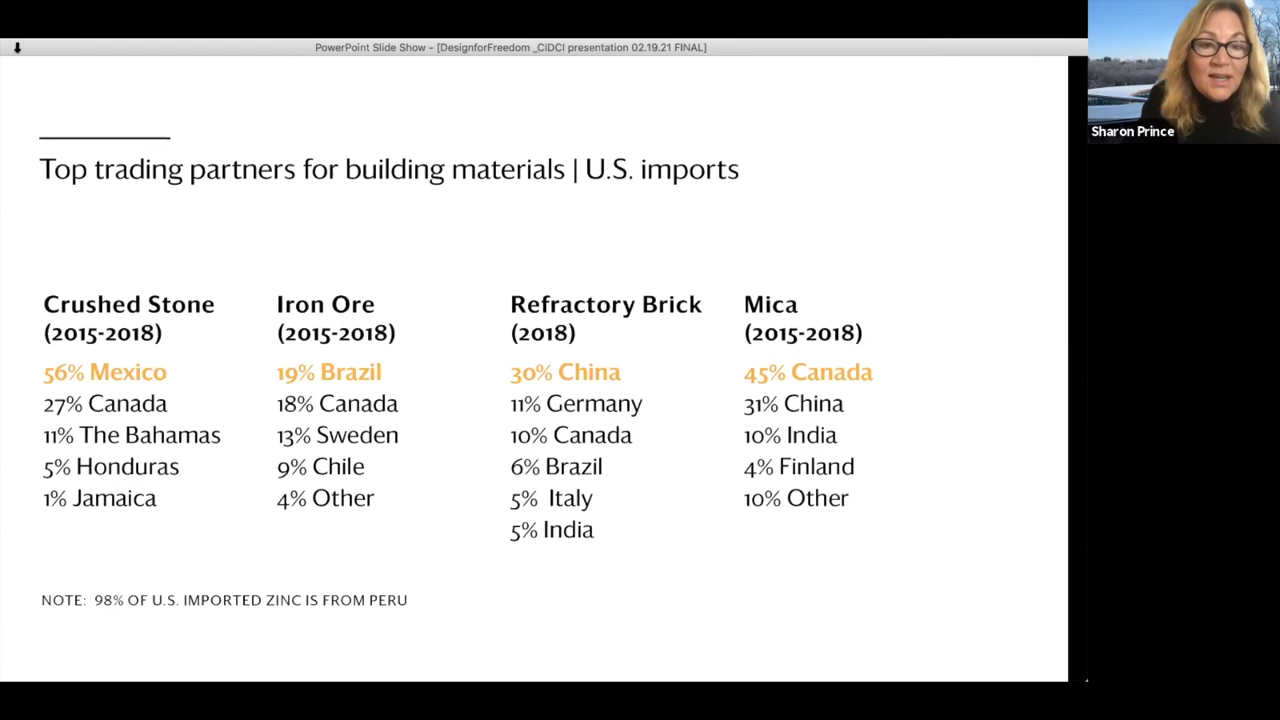 PowerPoint Slide Show - [DesignforFreedom _CIDCI presentation 02.19.21 FINAL]
Sharon Prince
Top trading partners for building materials | U.S. imports
Crushed Stone
(2015-2018)
56% Mexico
27% Canada
11% The Bahamas
5% Honduras
1% Jamaica
Iron Ore
(2015-2018)
19% Brazil
18% Canada
13% Sweden
9% Chile
4% Other
Refractory Brick
(2018)
30% China
11% Germany
10% Canada
6% Brazil
5% Italy
5% India
Mica
(2015-2018)
45% Canada
31% China
10% India
4% Finland
10% Other
NOTE: 98% OF U.S. IMPORTED ZINC IS FROM PERU